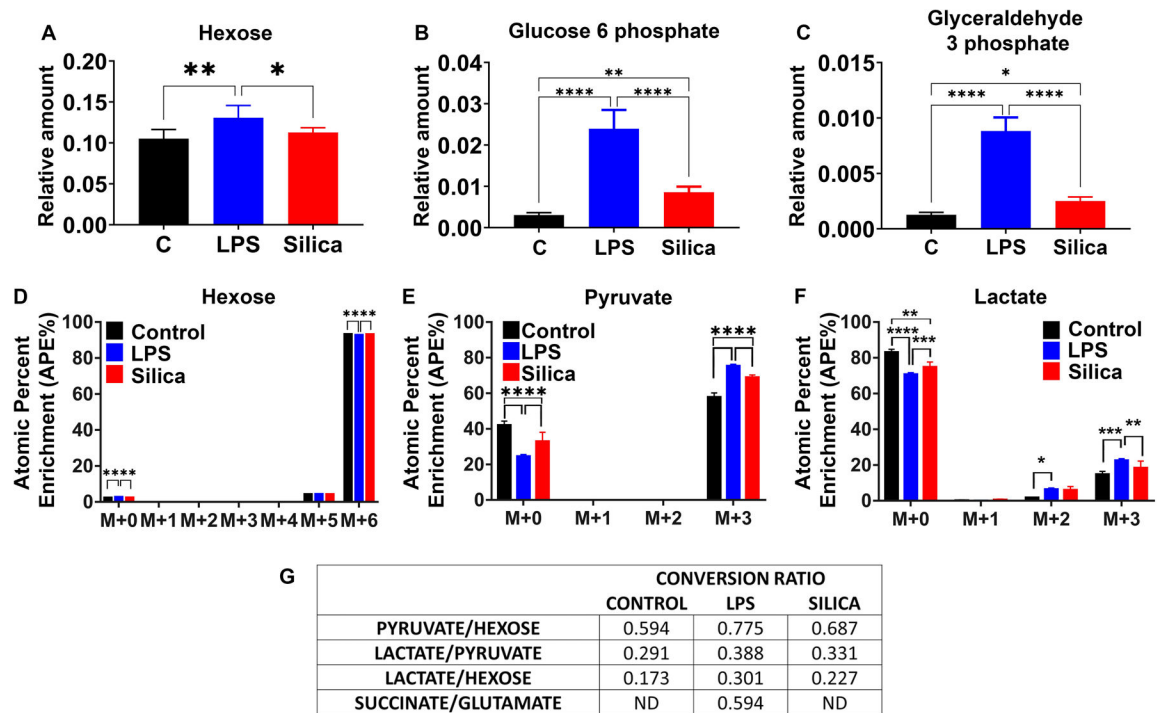 A
Hexose
Relative amount
0.20
0.15
0.10
0.05
0.00
** *
C LPS Silica
B
Glucose 6 phosphate
Relative amount
0.04
0.03
0.02
0.01
0.00
**
**** ****
C LPS Silica
C
Glyceraldehyde
3 phosphate
Relative amount
0.015
0.010
0.005
0.000
*
**** ****
C LPS Silica
D
Hexose
Atomic Percent
Enrichment (APE%)
100
80
60
40
20
0
Control
LPS
Silica
****
****
M+0 M+1 M+2 M+3 M+4 M+5 M+6
E
Pyruvate
Atomic Percent
Enrichment (APE%)
100
80
60
40
20
0
Control
LPS
Silica
****
****
M+0 M+1 M+2 M+3
F
Lactate
Atomic Percent
Enrichment (APE%)
100
80
60
40
20
0
Control
LPS
Silica
**
**** ***
*
*** **
M+0 M+1 M+2 M+3
G
CONVERSION RATIO
CONTROL LPS SILICA
PYRUVATE/HEXOSE 0.594 0.775 0.687
LACTATE/PYRUVATE 0.291 0.388 0.331
LACTATE/HEXOSE 0.173 0.301 0.227
SUCCINATE/GLUTAMATE ND 0.594 ND